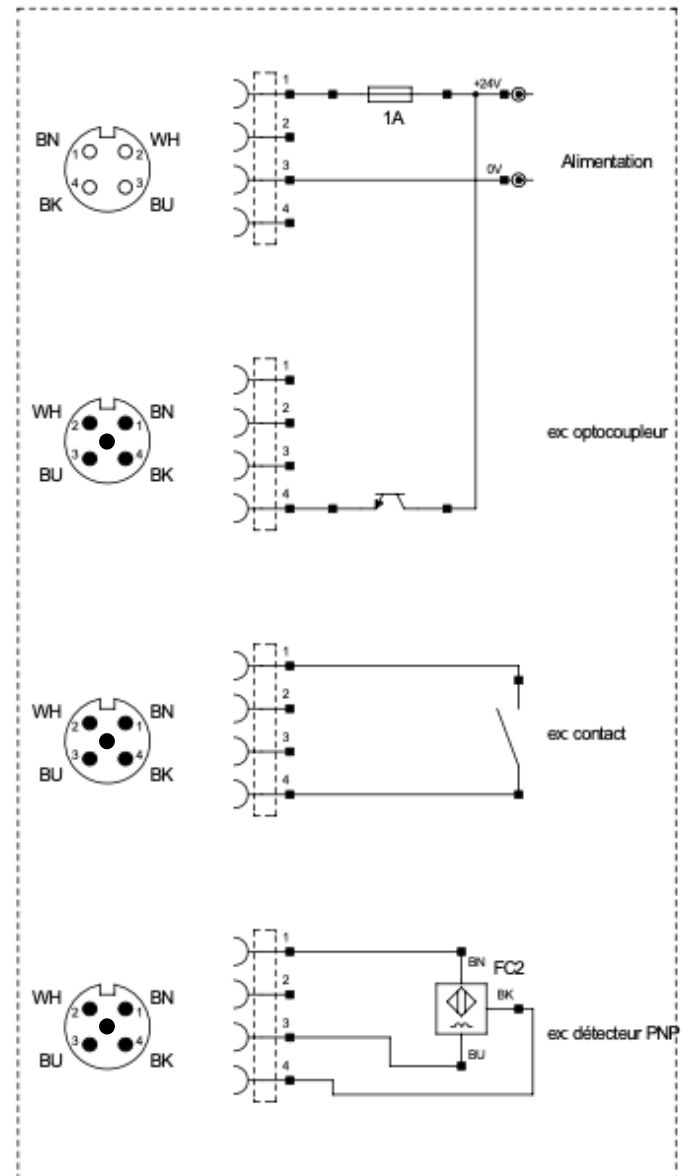 1
+24V
1A
BN WH
1 2
2
3
0V
Alimentation
4 3
BK BU
4
1
WH BN
2 1
2
ex: optocoupleur
3 4
3
BU BK
4
1
WH BN
2 1
2
ex: contact
3 4
3
BU BK
4
1
BN FC2
WH BN
2 1
2
BK
3
ex: détecteur PNP
3 4
BU BK
BU
4